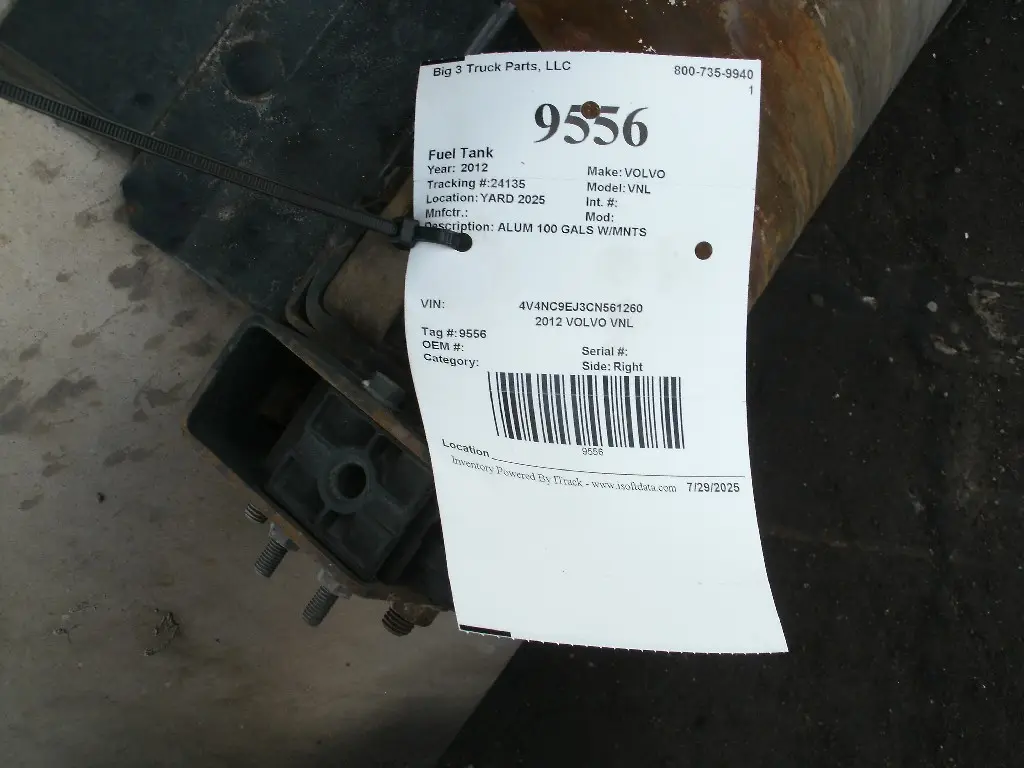 Big 3 Truck Parts, LLC 800-735-9940
1
9556
Fuel Tank
Year: 2012 Make: VOLVO
Tracking #:24135 Model: VNL
Location: YARD 2025 Int. #:
Mnfctr.: Mod:
Description: ALUM 100 GALS W/MNTS
VIN: 4V4NC9EJ3CN561260
2012 VOLVO VNL
Tag #: 9556
OEM #: Serial #:
Category: Side: Right
9556
Location
Inventory Powered By ITrack - www.isoftdata.com 7/29/2025